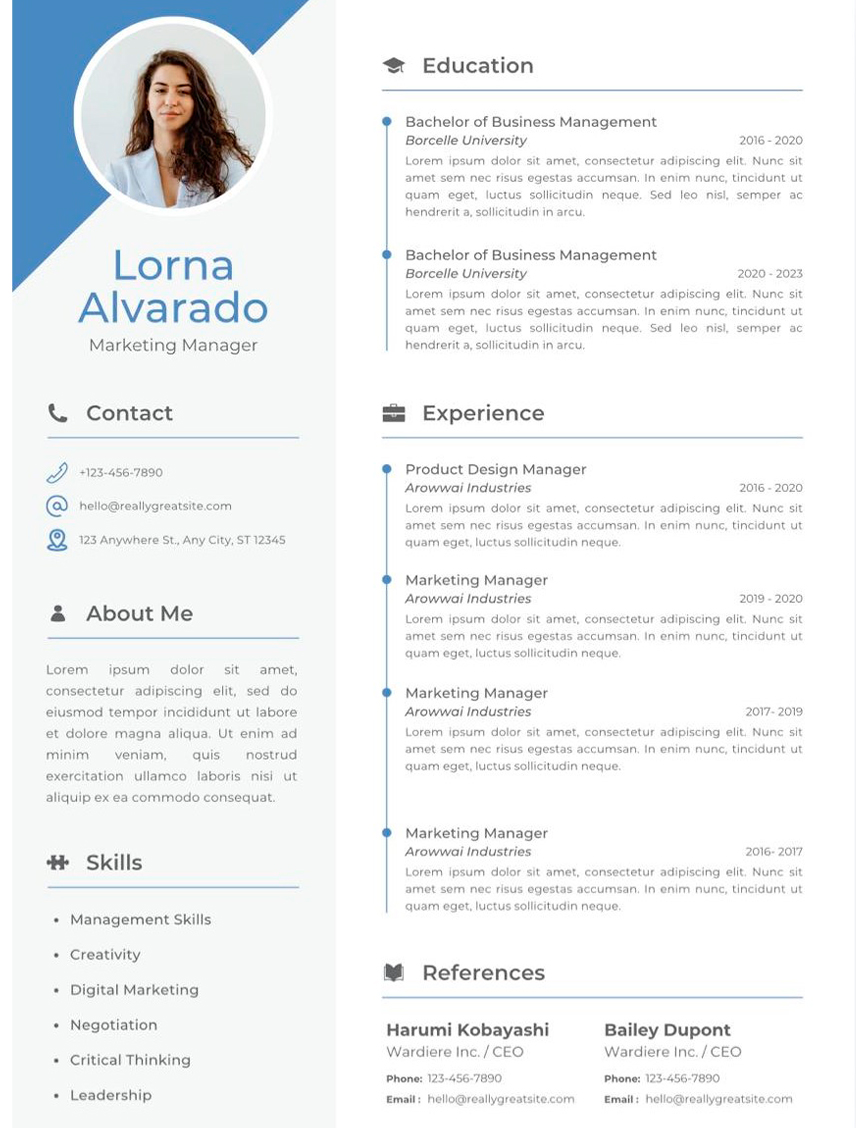 Lorna
Alvarado
Marketing Manager
Contact
+123-456-7890
hello@reallygreatsite.com
123 Anywhere St., Any City, ST 12345
About Me
Lorem ipsum dolor sit amet,
consectetur adipiscing elit, sed do
eiusmod tempor incididunt ut labore
et dolore magna aliqua. Ut enim ad
minim veniam, quis nostrud
exercitation ullamco laboris nisi ut
aliquip ex ea commodo consequat.
Skills
• Management Skills
• Creativity
• Digital Marketing
• Negotiation
• Critical Thinking
• Leadership
Education
Bachelor of Business Management
Borcelle University 2016 - 2020
Lorem ipsum dolor sit amet, consectetur adipiscing elit. Nunc sit
amet sem nec risus egestas accumsan. In enim nunc, tincidunt ut
quam eget, luctus sollicitudin neque. Sed leo nisl, semper ac
hendrerit a, sollicitudin in arcu.
Bachelor of Business Management
Borcelle University 2020 - 2023
Lorem ipsum dolor sit amet, consectetur adipiscing elit. Nunc sit
amet sem nec risus egestas accumsan. In enim nunc, tincidunt ut
quam eget, luctus sollicitudin neque. Sed leo nisl, semper ac
hendrerit a, sollicitudin in arcu.
Experience
Product Design Manager
Arowwai Industries 2016 - 2020
Lorem ipsum dolor sit amet, consectetur adipiscing elit. Nunc sit
amet sem nec risus egestas accumsan. In enim nunc, tincidunt ut
quam eget, luctus sollicitudin neque.
Marketing Manager
Arowwai Industries 2019 - 2020
Lorem ipsum dolor sit amet, consectetur adipiscing elit. Nunc sit
amet sem nec risus egestas accumsan. In enim nunc, tincidunt ut
quam eget, luctus sollicitudin neque.
Marketing Manager
Arowwai Industries 2017- 2019
Lorem ipsum dolor sit amet, consectetur adipiscing elit. Nunc sit
amet sem nec risus egestas accumsan. In enim nunc, tincidunt ut
quam eget, luctus sollicitudin neque.
Marketing Manager
Arowwai Industries 2016- 2017
Lorem ipsum dolor sit amet, consectetur adipiscing elit. Nunc sit
amet sem nec risus egestas accumsan. In enim nunc, tincidunt ut
quam eget, luctus sollicitudin neque.
References
Harumi Kobayashi
Wardiere Inc. / CEO
Phone: 123-456-7890
Email : hello@reallygreatsite.com
Bailey Dupont
Wardiere Inc. / CEO
Phone: 123-456-7890
Email : hello@reallygreatsite.com